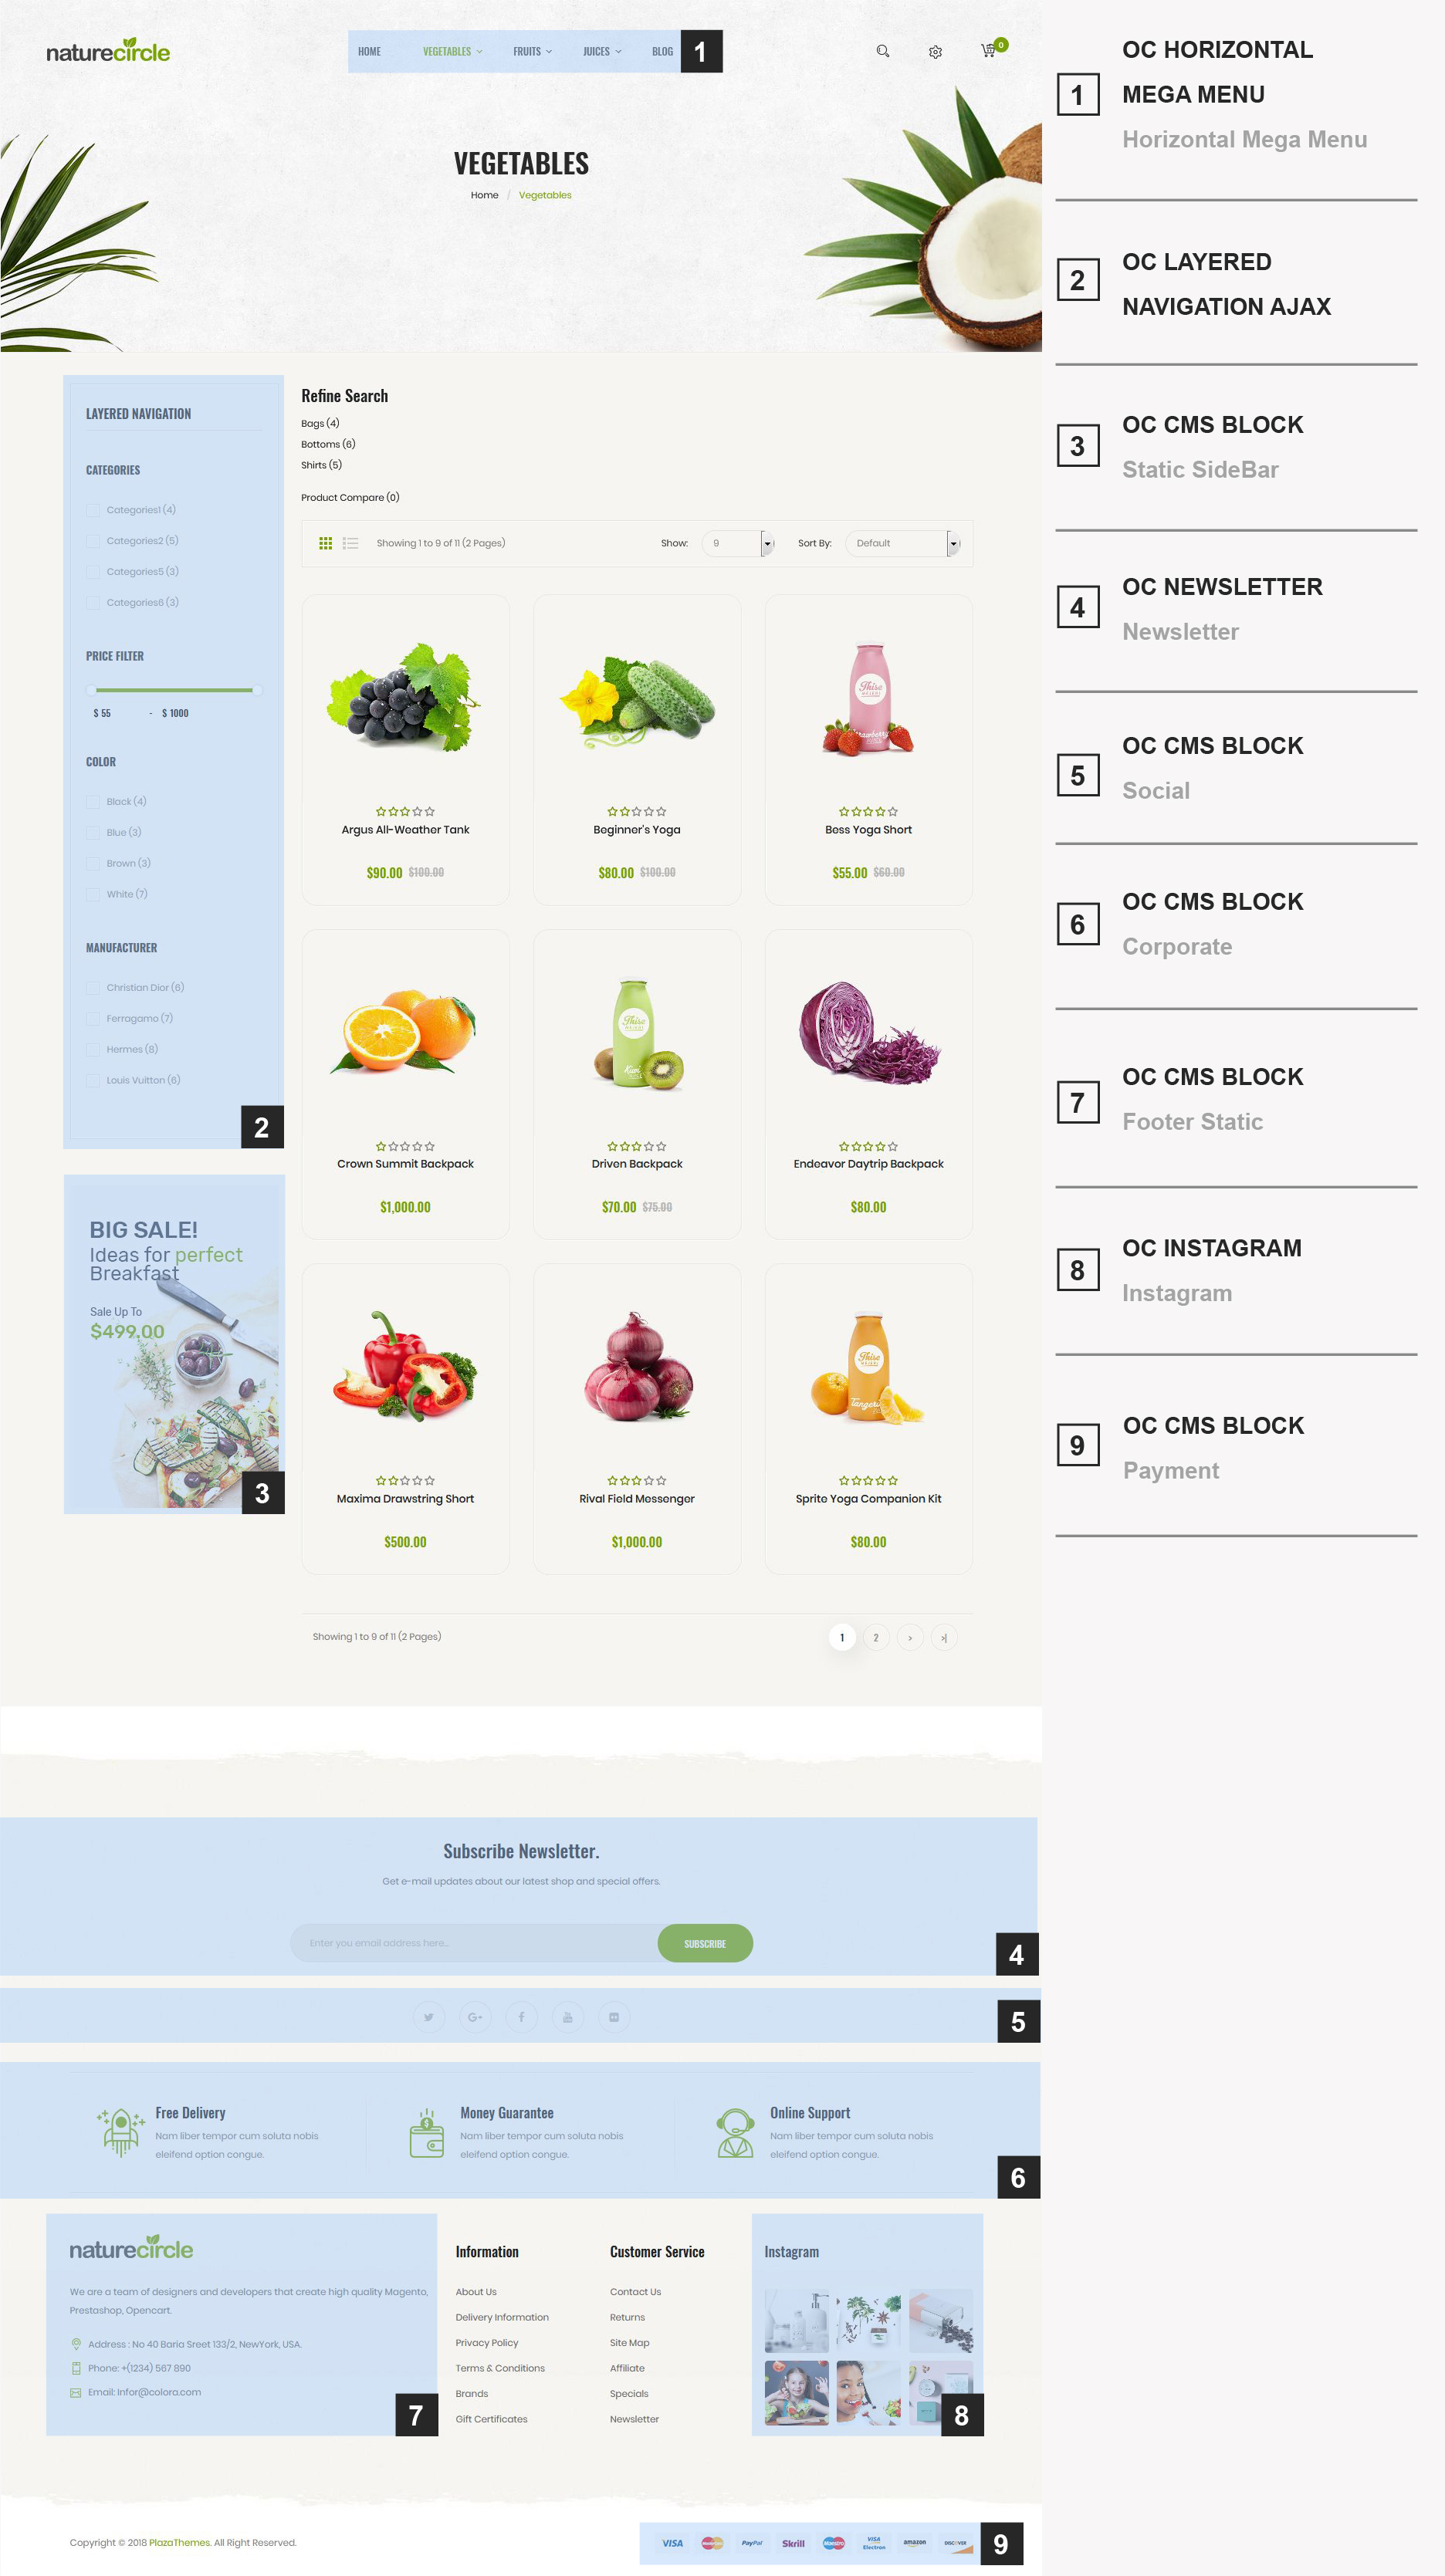 naturecircle
HOME VEGETABLES FRUITS JUICES BLOG 1
0
VEGETABLES
Home / Vegetables
LAYERED NAVIGATION
CATEGORIES
Categories1 (4)
Categories2 (5)
Categories5 (3)
Categories6 (3)
PRICE FILTER
$ 55 - $ 1000
COLOR
Black (4)
Blue (3)
Brown (3)
White (7)
MANUFACTURER
Christian Dior (6)
Ferragamo (7)
Hermes (8)
Louis Vuitton (6)
2
BIG SALE!
Ideas for perfect
Breakfast
Sale Up To
$499.00
3
Refine Search
Bags (4)
Bottoms (6)
Shirts (5)
Product Compare (0)
Showing 1 to 9 of 11 (2 Pages) Show: 9 Sort By: Default
Argus All-Weather Tank
$90.00 $100.00
Beginner's Yoga
$80.00 $100.00
Thise
Strawberry
Bess Yoga Short
$55.00 $60.00
Crown Summit Backpack
$1,000.00
Thise
Kiwi
Driven Backpack
$70.00 $75.00
Endeavor Daytrip Backpack
$80.00
Maxima Drawstring Short
$500.00
Rival Field Messenger
$1,000.00
Thise
Sprite Yoga Companion Kit
$80.00
Showing 1 to 9 of 11 (2 Pages) 1 2 > >|
Subscribe Newsletter.
Get e-mail updates about our latest shop and special offers.
Enter you email address here... SUBSCRIBE
4
5
Free Delivery
Nam liber tempor cum soluta nobis
eleifend option congue.
Money Guarantee
Nam liber tempor cum soluta nobis
eleifend option congue.
Online Support
Nam liber tempor cum soluta nobis
eleifend option congue.
6
naturecircle
We are a team of designers and developers that create high quality Magento,
Prestashop, Opencart.
Address : No 40 Baria Sreet 133/2, NewYork, USA.
Phone: +(1234) 567 890
Email: Infor@colora.com
7
Information
About Us
Delivery Information
Privacy Policy
Terms & Conditions
Brands
Gift Certificates
Customer Service
Contact Us
Returns
Site Map
Affiliate
Specials
Newsletter
Instagram
8
Copyright © 2018 PlazaThemes. All Right Reserved.
VISA MasterCard PayPal Skrill Maestro VISA Electron amazon DISCOVER
9
1
OC HORIZONTAL
MEGA MENU
Horizontal Mega Menu
2
OC LAYERED
NAVIGATION AJAX
3
OC CMS BLOCK
Static SideBar
4
OC NEWSLETTER
Newsletter
5
OC CMS BLOCK
Social
6
OC CMS BLOCK
Corporate
7
OC CMS BLOCK
Footer Static
8
OC INSTAGRAM
Instagram
9
OC CMS BLOCK
Payment